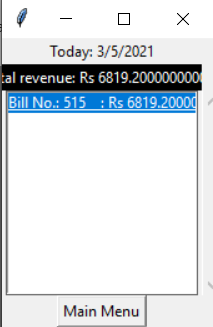 Today: 3/5/2021
tal revenue: Rs 6819.2000000000
Bill No.: 515 : Rs 6819.20000
Main Menu